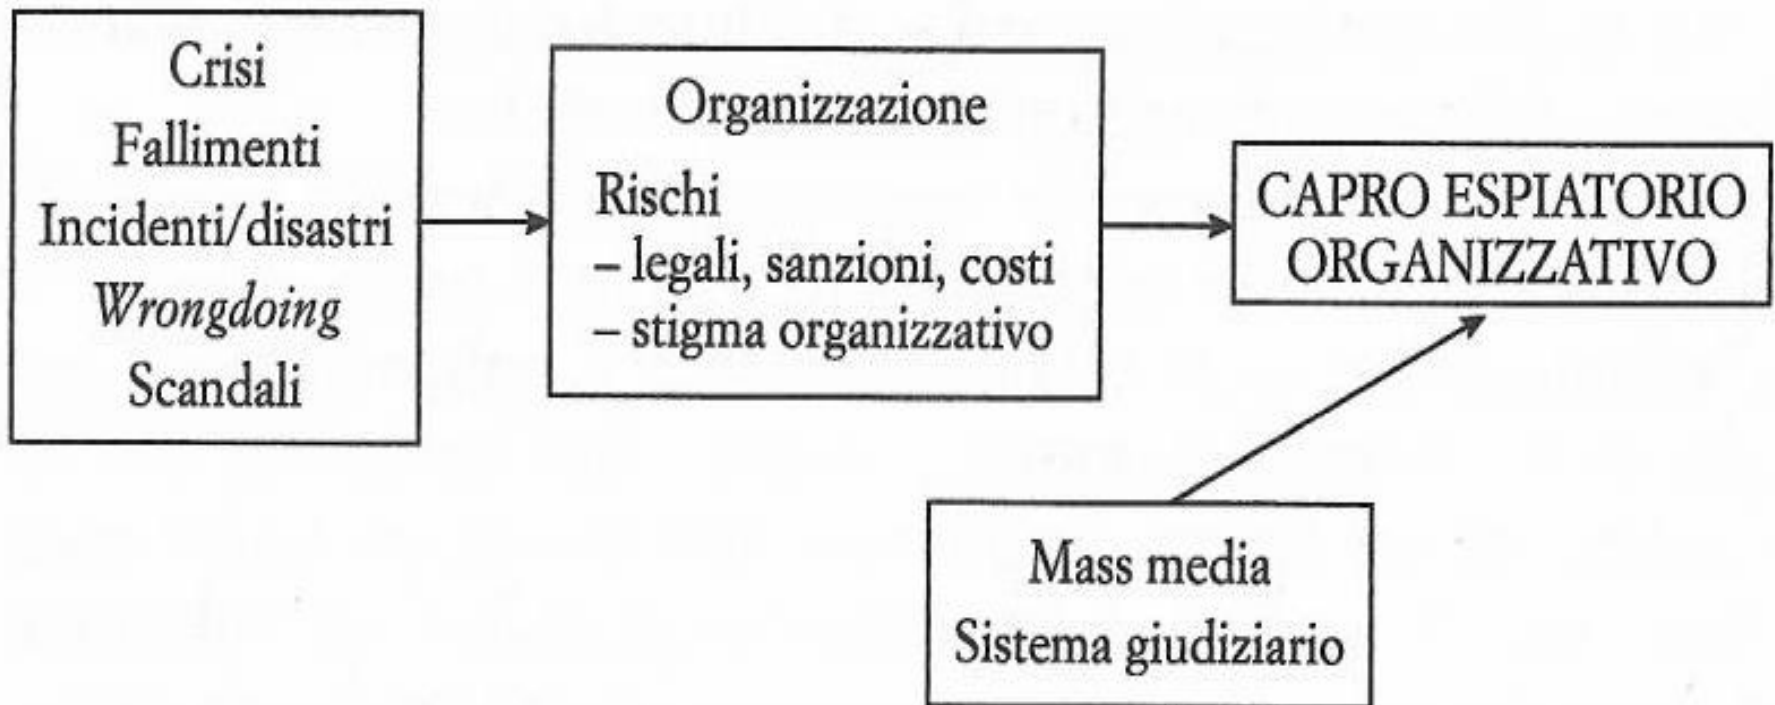 Crisi
Fallimenti
Incidenti/disastri
Wrongdoing
Scandali
Organizzazione
Rischi
– legali, sanzioni, costi
– stigma organizzativo
CAPRO ESPIATORIO
ORGANIZZATIVO
Mass media
Sistema giudiziario